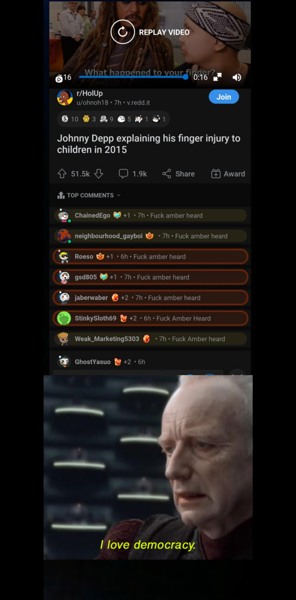 REPLAY VIDEO
What happened to your finger?
16
0:16
r/HolUp
u/ohnoh18 • 7h • v.redd.it
Join
10 3 9 5 1 1
Johnny Depp explaining his finger injury to
children in 2015
51.5k 1.9k Share Award
TOP COMMENTS
ChainedEgo +1 • 7h • Fuck amber heard
neighbourhood_gayboi • 7h • Fuck amber heard
Roeso +1 • 6h • Fuck amber heard
gsd805 +1 • 7h • Fuck amber heard
jaberwaber +2 • 7h • Fuck amber heard
StinkySloth69 +2 • 6h • Fuck Amber Heard
Weak_Marketing5303 • 7h • Fuck Amber heard
GhostYasuo +2 • 6h
I love democracy.